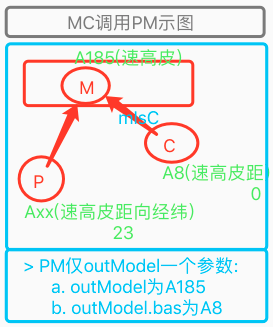 MC调用PM示图
A185(速高皮)
M
mIsC
C
P
A8(速高皮距)
0
Axx(速高皮距向经纬)
23
> PM仅outModel一个参数:
a. outModel为A185
b. outModel.bas为A8